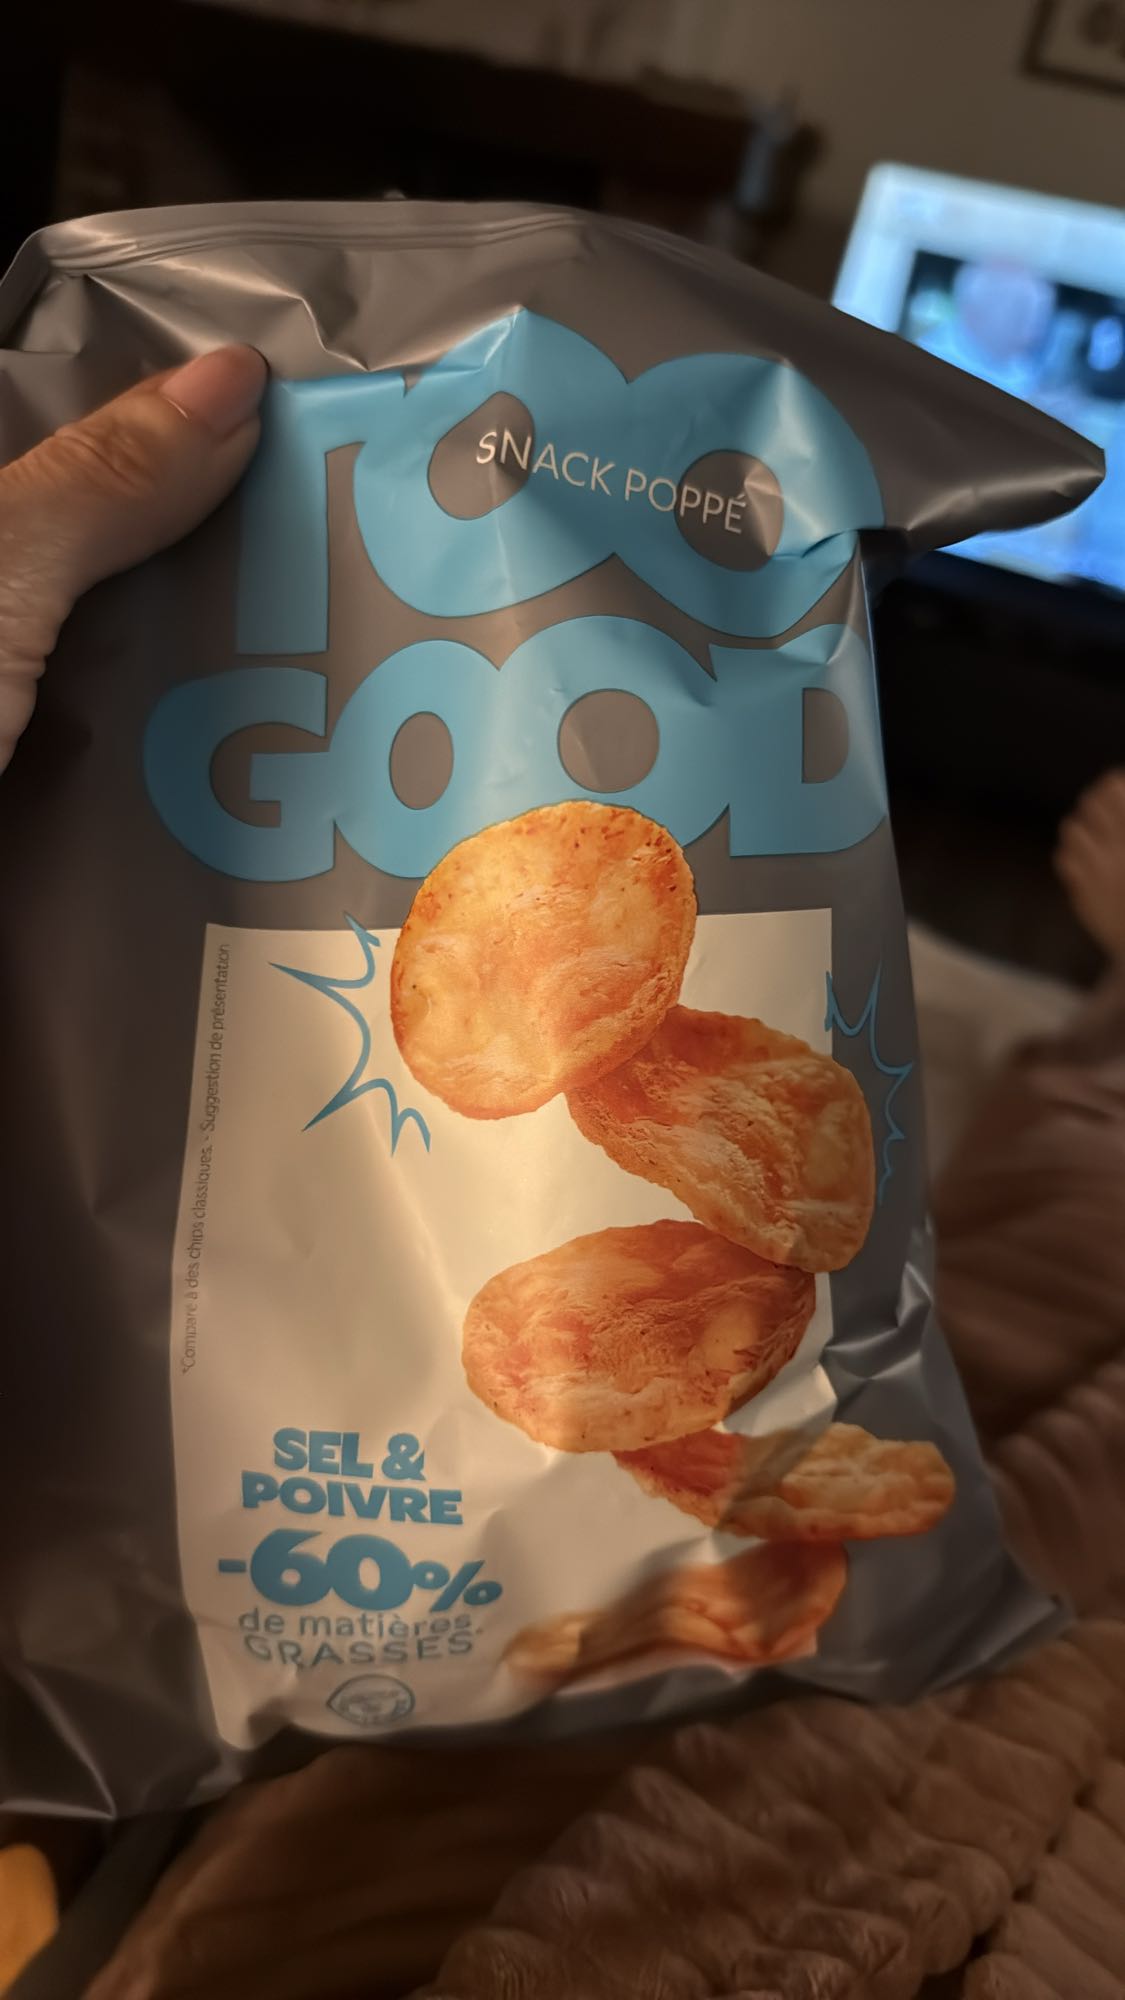 TOO
SNACK POPPÉ
GOOD
*Comparé à des chips classiques. - Suggestion de présentation
SEL &
POIVRE
-60%
de matières*
GRASSES